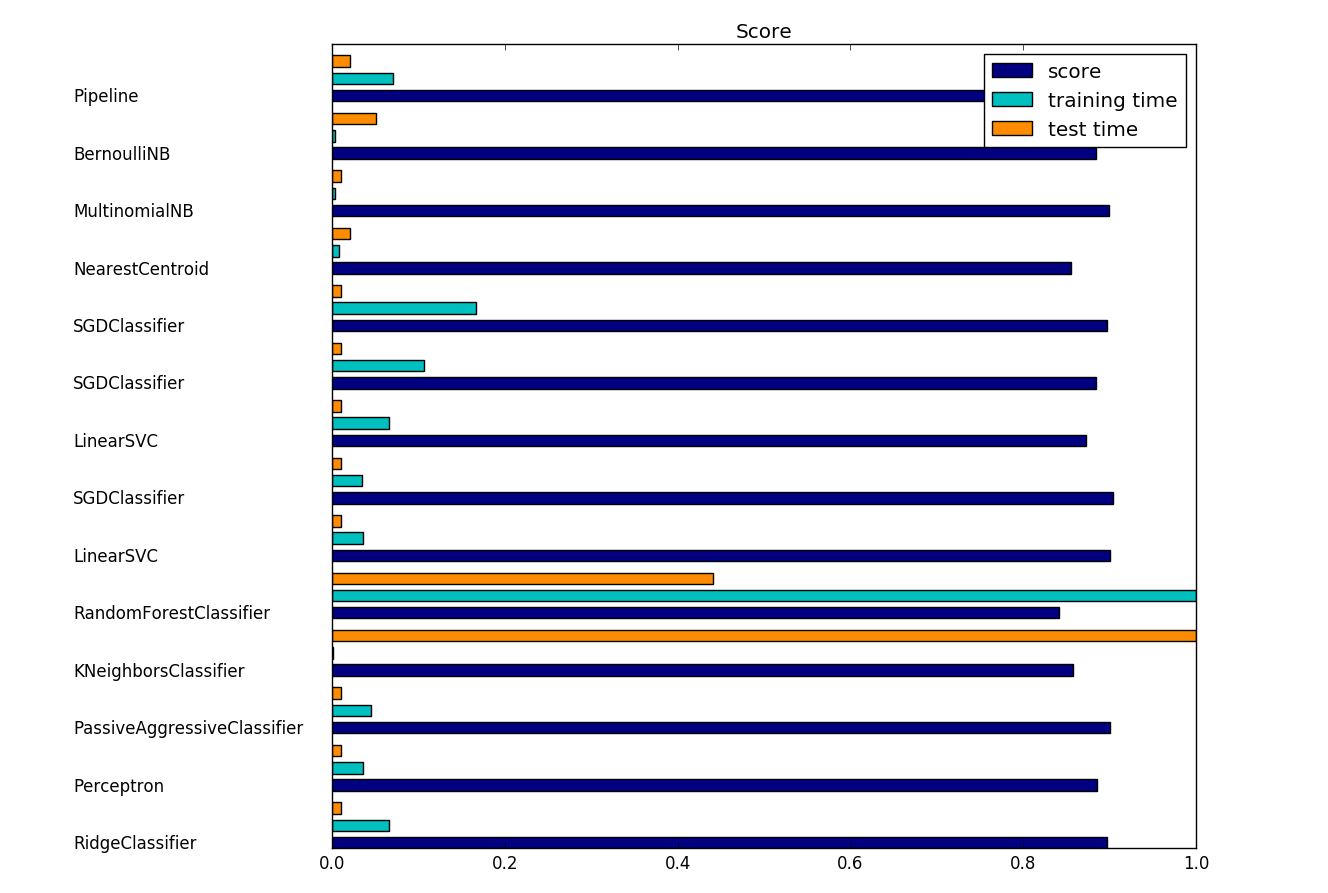 Score
score
training time
test time
Pipeline
BernoulliNB
MultinomialNB
NearestCentroid
SGDClassifier
SGDClassifier
LinearSVC
SGDClassifier
LinearSVC
RandomForestClassifier
KNeighborsClassifier
PassiveAggressiveClassifier
Perceptron
RidgeClassifier
0.0 0.2 0.4 0.6 0.8 1.0